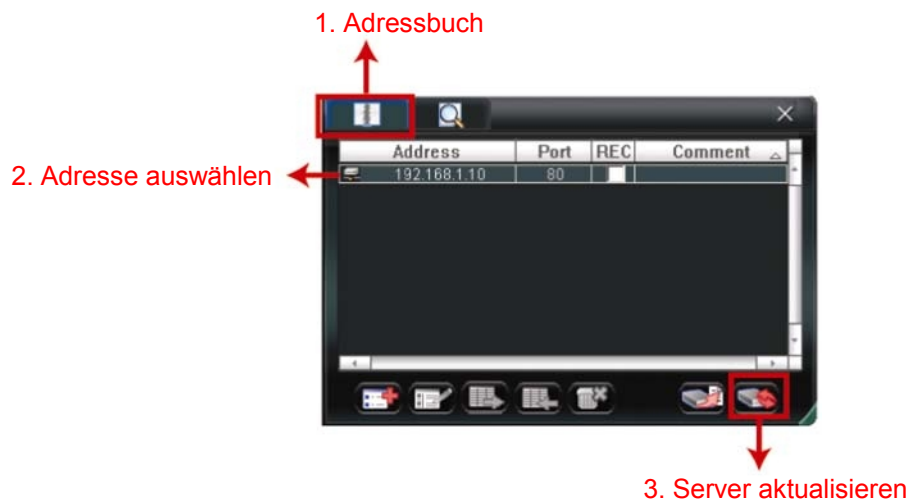 1. Adressbuch
Address Port REC Comment
2. Adresse auswählen
192.168.1.10 80
3. Server aktualisieren